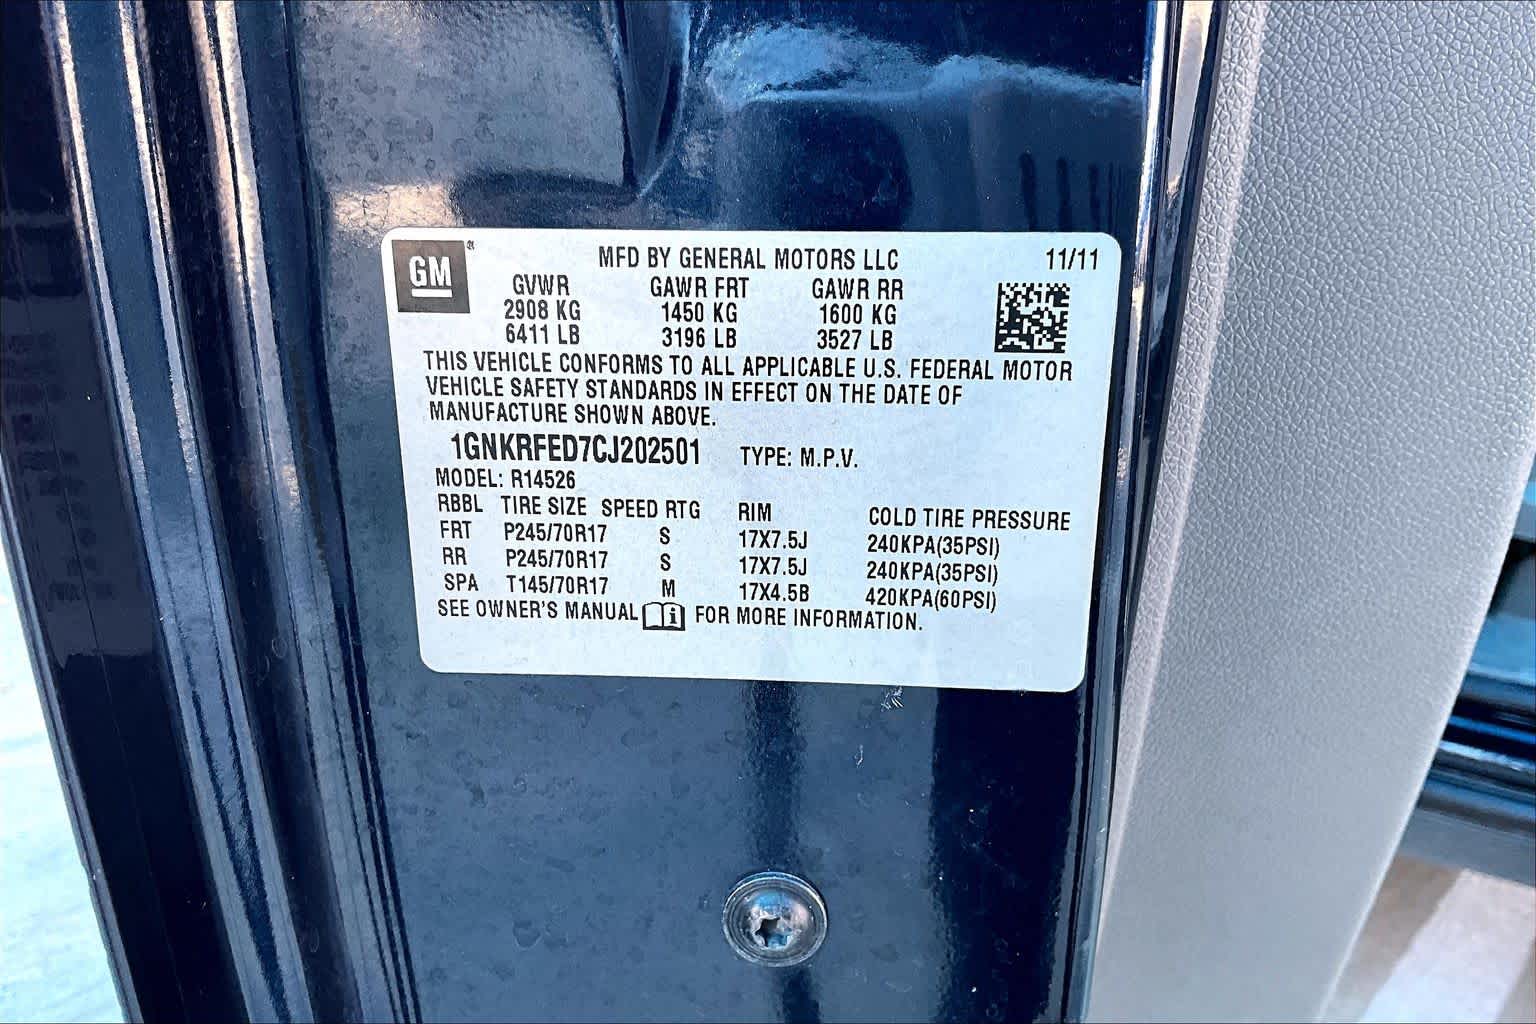 GM
MFD BY GENERAL MOTORS LLC 11/11
GVWR GAWR FRT GAWR RR
2908 KG 1450 KG 1600 KG
6411 LB 3196 LB 3527 LB
THIS VEHICLE CONFORMS TO ALL APPLICABLE U.S. FEDERAL MOTOR
VEHICLE SAFETY STANDARDS IN EFFECT ON THE DATE OF
MANUFACTURE SHOWN ABOVE.
1GNKRFED7CJ202501 TYPE: M.P.V.
MODEL: R14526
RBBL TIRE SIZE SPEED RTG RIM COLD TIRE PRESSURE
FRT P245/70R17 S 17X7.5J 240KPA(35PSI)
RR P245/70R17 S 17X7.5J 240KPA(35PSI)
SPA T145/70R17 M 17X4.5B 420KPA(60PSI)
SEE OWNER'S MANUAL i FOR MORE INFORMATION.